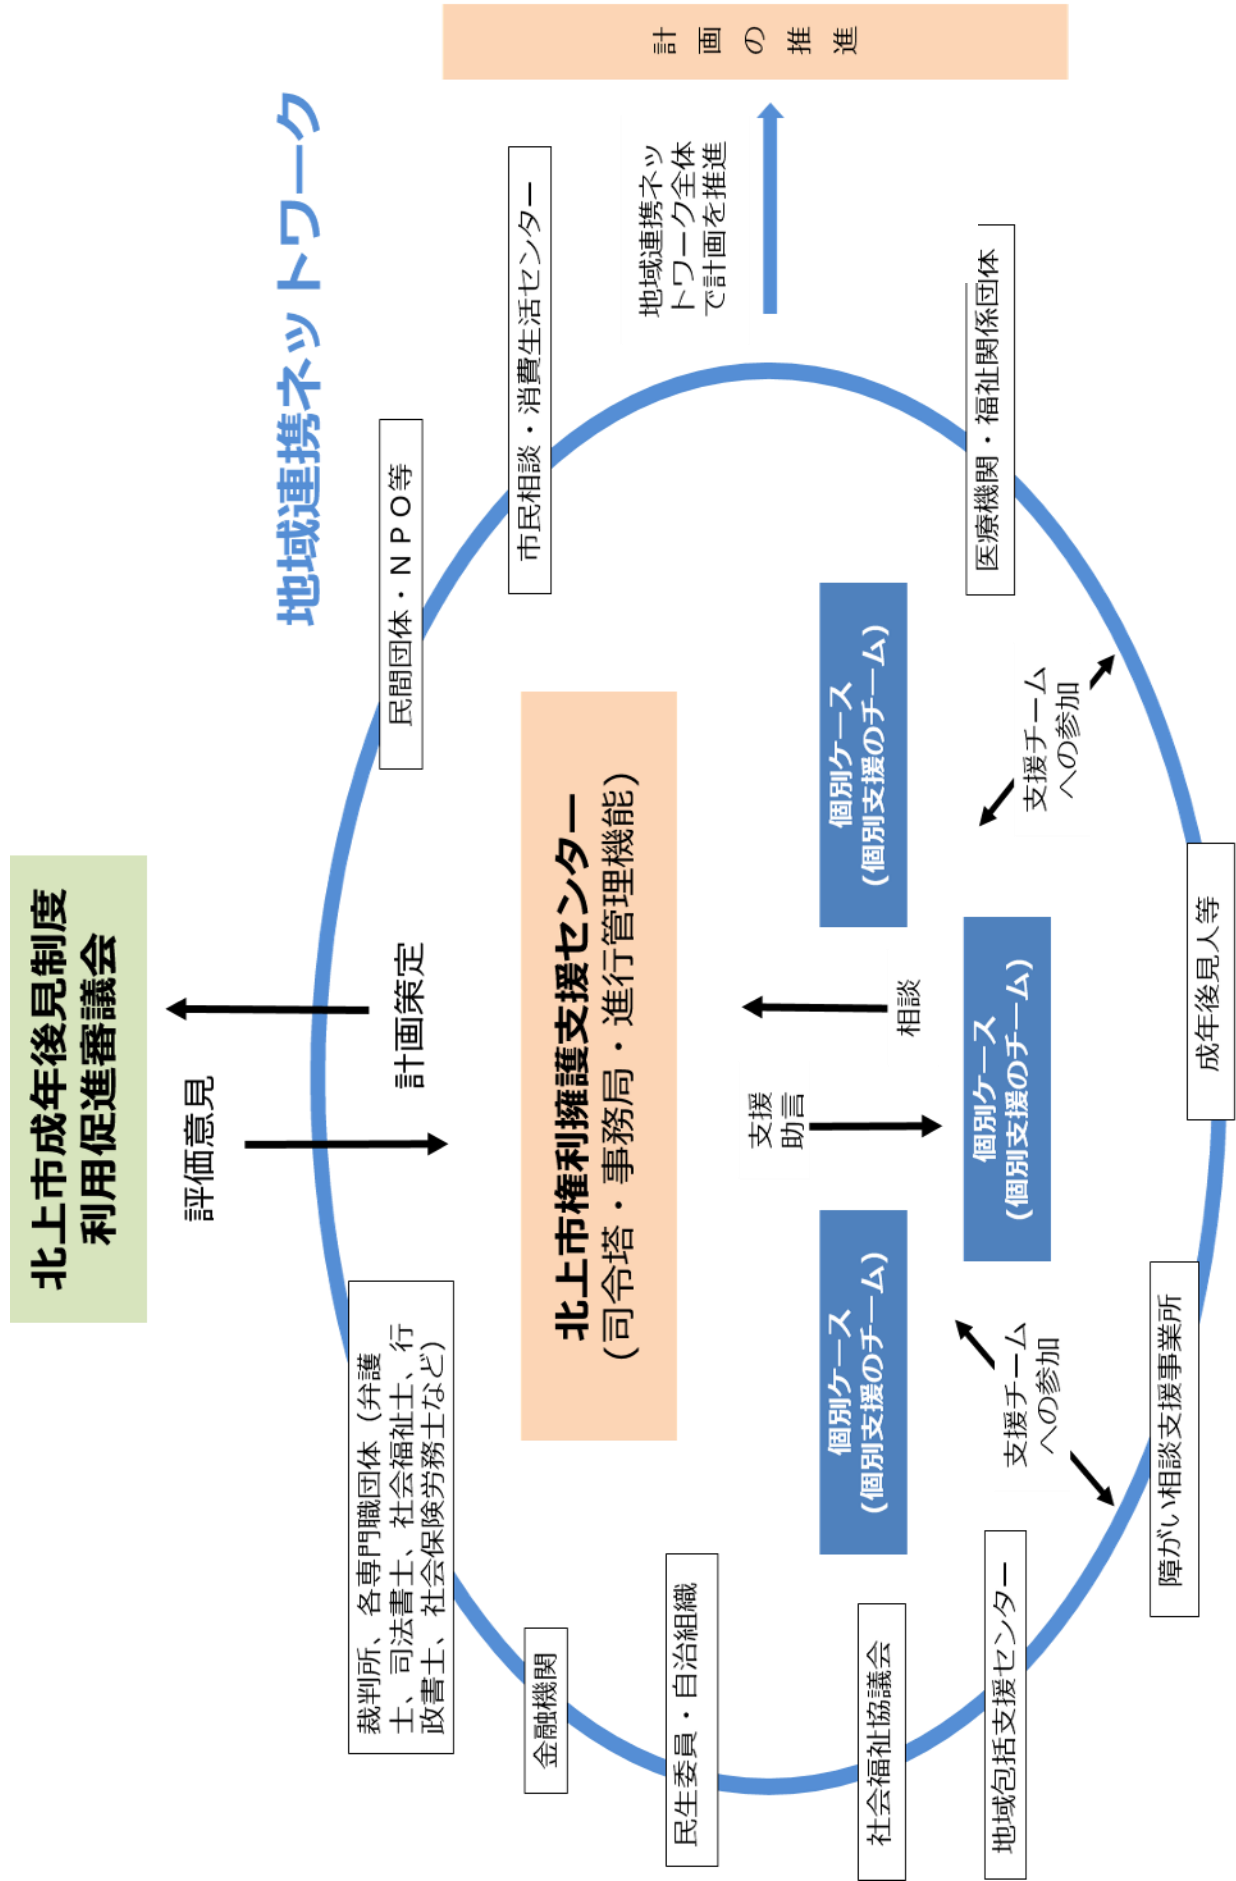 北上市成年後見制度
利用促進審議会
地域連携ネットワーク
評価意見
計画策定
裁判所、各専門職団体（弁護
士、司法書士、社会福祉士、行
政書士、社会保険労務士など）
民間団体・ＮＰＯ等
金融機関
北上市権利擁護支援センター
（司令塔・事務局・進行管理機能）
市民相談・消費生活センター
民生委員・自治組織
地域連携ネッ
トワーク全体
で計画を推進
計画の推進
支援
助言
相談
個別ケース
(個別支援のチーム)
個別ケース
(個別支援のチーム)
個別ケース
(個別支援のチーム)
社会福祉協議会
医療機関・福祉関係団体
地域包括支援センター
支援チーム
への参加
支援チーム
への参加
障がい相談支援事業所
成年後見人等